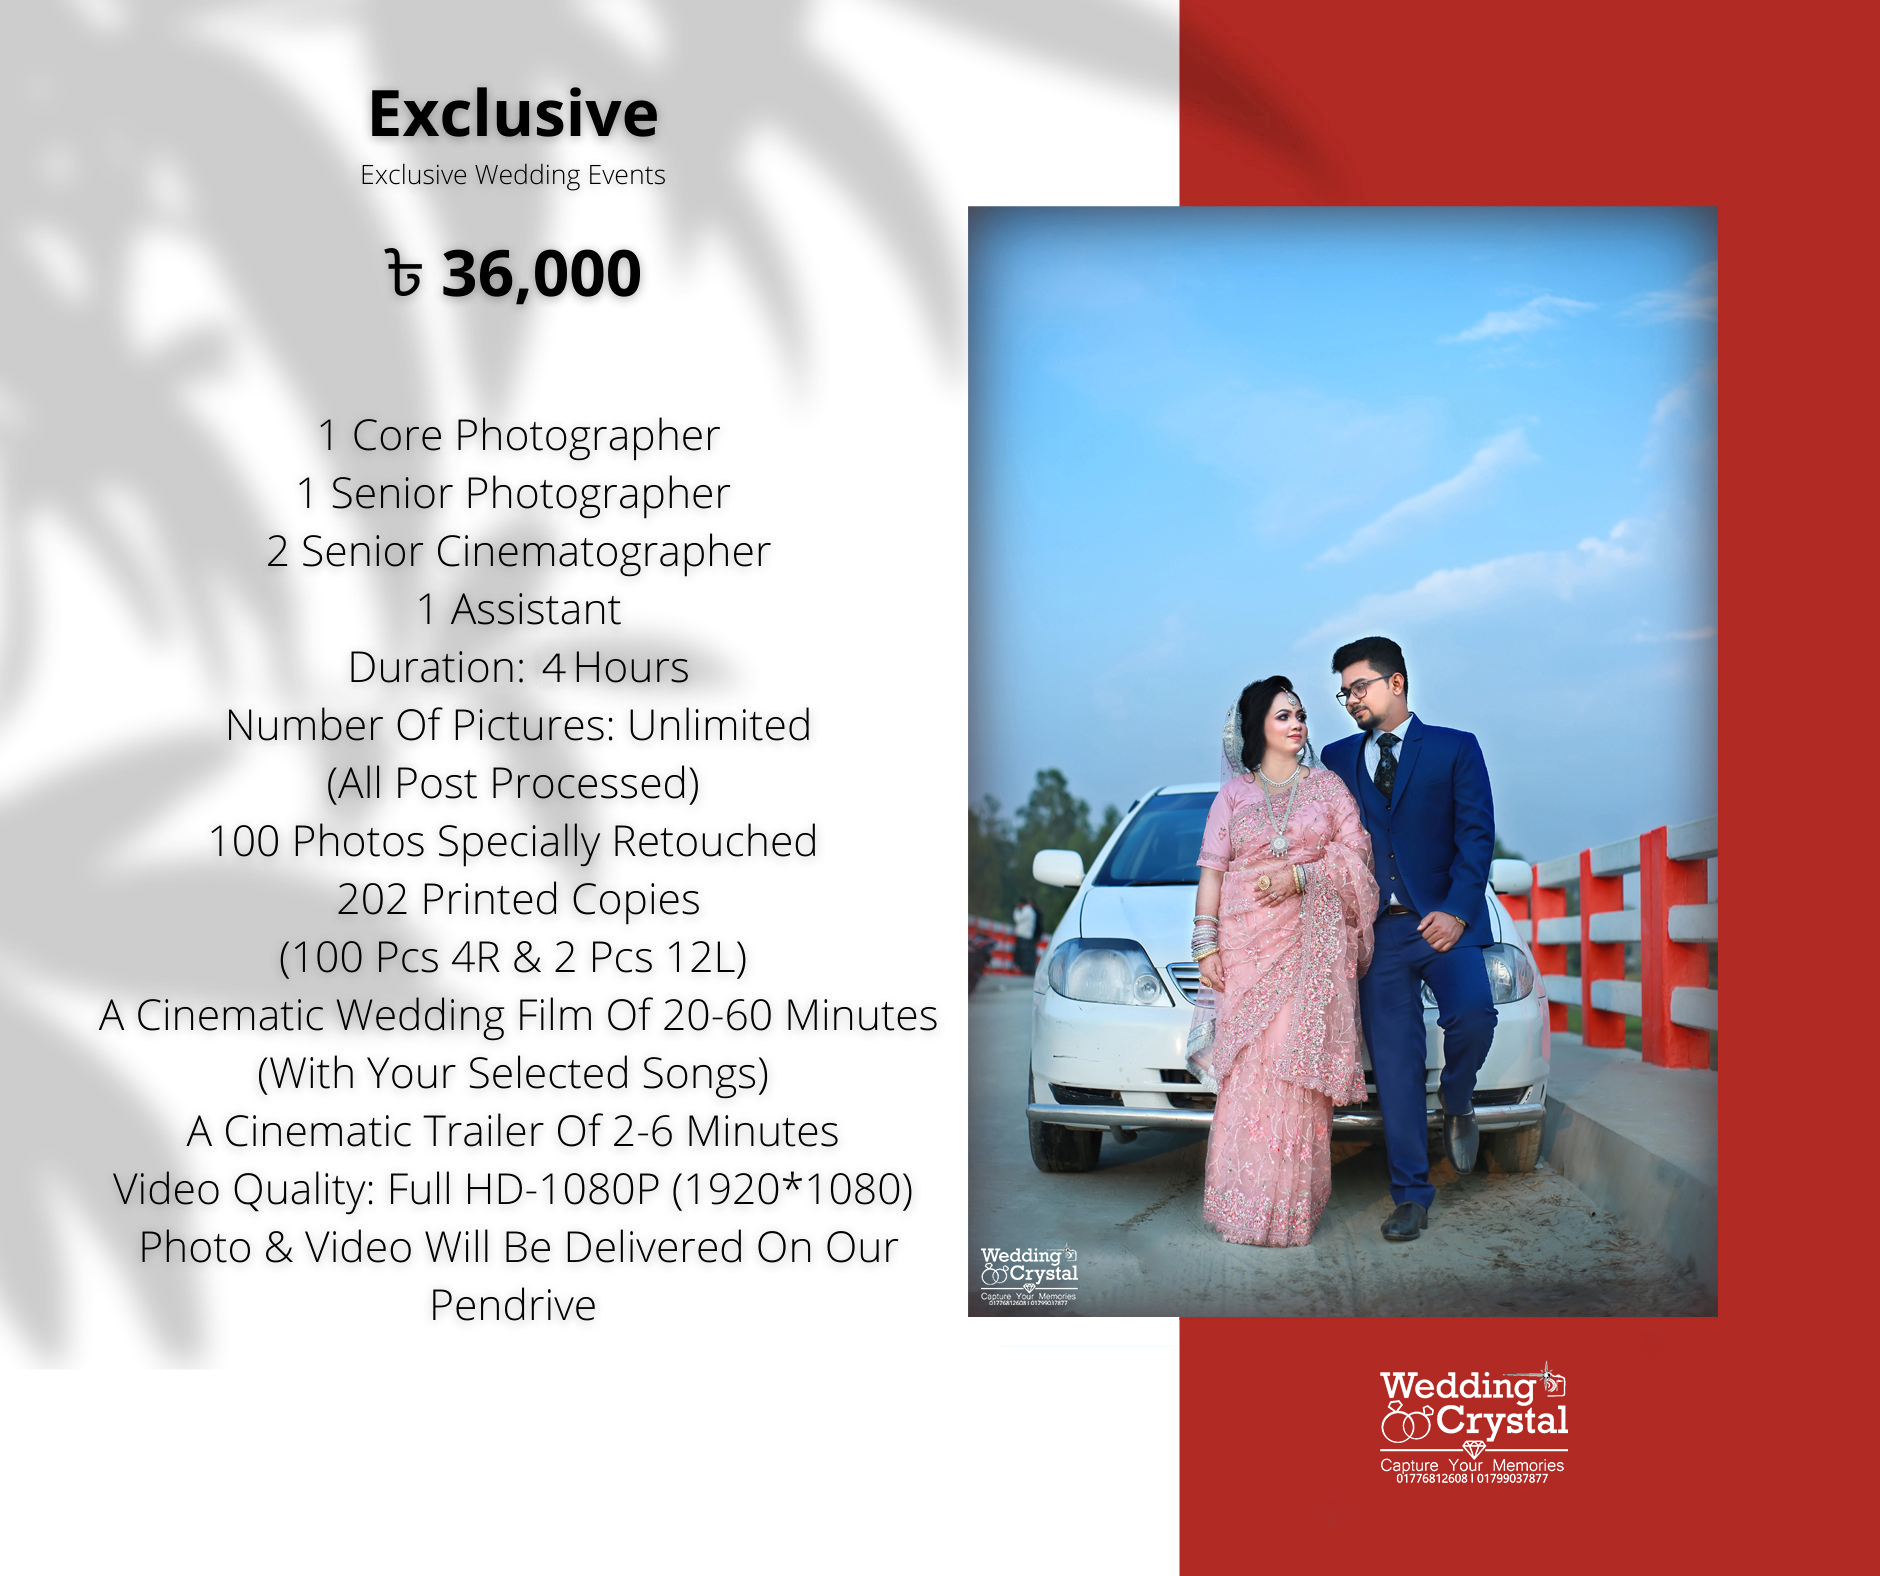 Exclusive
Exclusive Wedding Events
৳ 36,000
1 Core Photographer
1 Senior Photographer
2 Senior Cinematographer
1 Assistant
Duration: 4 Hours
Number Of Pictures: Unlimited
(All Post Processed)
100 Photos Specially Retouched
202 Printed Copies
(100 Pcs 4R & 2 Pcs 12L)
A Cinematic Wedding Film Of 20-60 Minutes
(With Your Selected Songs)
A Cinematic Trailer Of 2-6 Minutes
Video Quality: Full HD-1080P (1920*1080)
Photo & Video Will Be Delivered On Our
Pendrive
Wedding
Crystal
Capture Your Memories
01776812608 | 01799037877
Wedding
Crystal
Capture Your Memories
01776812608 | 01799037877